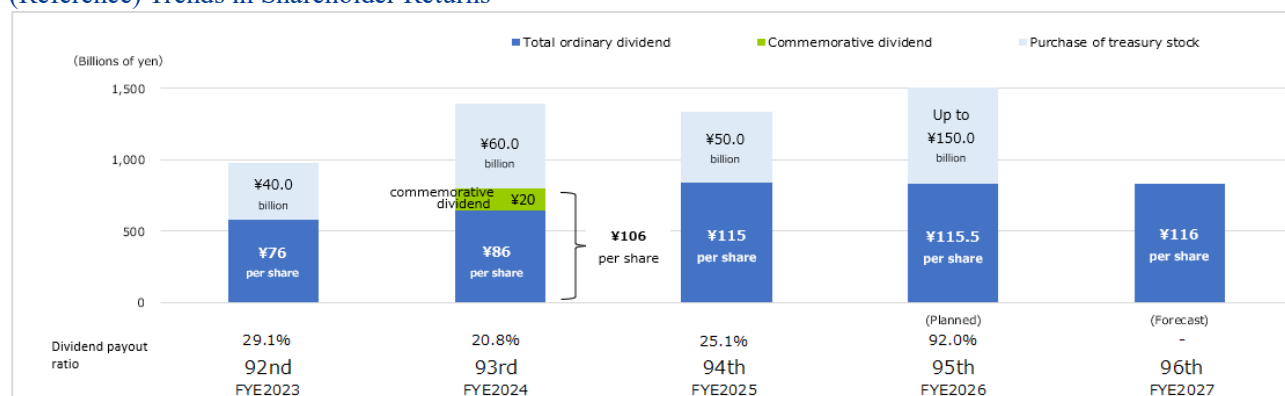 (Reference) Trends in Shareholder Returns
Total ordinary dividend
Commemorative dividend
Purchase of treasury stock
(Billions of yen)
1,500
1,000
500
0
¥40.0
billion
¥76
per share
¥60.0
billion
commemorative
dividend
¥20
¥86
per share
¥106
per share
¥50.0
billion
¥115
per share
Up to
¥150.0
billion
¥115.5
per share
¥116
per share
(Planned)
(Forecast)
Dividend payout
ratio
29.1%
20.8%
25.1%
92.0%
-
92nd
93rd
94th
95th
96th
FYE2023
FYE2024
FYE2025
FYE2026
FYE2027